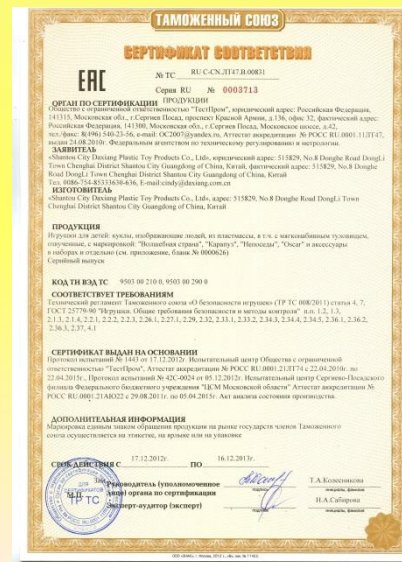 ТАМОЖЕННЫЙ СОЮЗ
СЕРТИФИКАТ СООТВЕТСТВИЯ
ЕАС
№ ТС RU C-CN.ЛТ47.В.00831
Серия RU № 0003713
ОРГАН ПО СЕРТИФИКАЦИИ ПРОДУКЦИИ
Общество с ограниченной ответственностью "ТестПром", юридический адрес: Российская Федерация,
141315, Московская обл., г.Сергиев Посад, проспект Красной Армии, д.136, офис 32, фактический адрес:
Российская Федерация, 141300, Московская обл., г.Сергиев Посад, Московское шоссе, д.42,
тел./факс: 8(496) 540-23-56, e-mail: OC2007@yandex.ru, Аттестат аккредитации № РОСС RU.0001.11ЛТ47,
выдан 24.08.2010г. Федеральным агентством по техническому регулированию и метрологии.
ЗАЯВИТЕЛЬ
«Shantou City Daxiang Plastic Toy Products Co., Ltd», юридический адрес: 515829, No.8 Donghe Road DongLi
Town Chenghai District Shantou City Guangdong of China, Китай, фактический адрес: 515829, No.8 Donghe
Road DongLi Town Chenghai District Shantou City Guangdong of China, Китай
Тел. 0086-754-85333630-636, E-mail:cindy@daxiang.com.cn
ИЗГОТОВИТЕЛЬ
«Shantou City Daxiang Plastic Toy Products Co., Ltd», адрес: 515829, No.8 Donghe Road DongLi Town
Chenghai District Shantou City Guangdong of China, Китай
ПРОДУКЦИЯ
Игрушки для детей: куклы, изображающие людей, из пластмассы, в т.ч. с мягконабивным туловищем,
озвученные, с маркировкой: "Волшебная страна", "Карапуз", "Непоседы", "Oscar" и аксессуары
в наборах и отдельно (см. приложение, бланк № 0000626)
Серийный выпуск
КОД ТН ВЭД ТС 9503 00 210 0, 9503 00 290 0
СООТВЕТСТВУЕТ ТРЕБОВАНИЯМ
Технический регламент Таможенного союза «О безопасности игрушек» (ТР ТС 008/2011) статья 4, 7,
ГОСТ 25779-90 "Игрушки. Общие требования безопасности и методы контроля" п.п. 1.2, 1.3,
2.1.3, 2.1.4, 2.2.1, 2.2.2, 2.2.3, 2.26.1, 2.27.1, 2.29, 2.32, 2.33.1, 2.33.2, 2.34.3, 2.34.4, 2.34.5, 2.36.1, 2.36.2,
2.36.3, 2.37, 4.1
СЕРТИФИКАТ ВЫДАН НА ОСНОВАНИИ
Протокол испытаний № 1443 от 17.12.2012г. Испытательный центр Общества с ограниченной
ответственностью "ТестПром", Аттестат аккредитации № РОСС RU.0001.21ЛТ74 с 22.04.2010г. по
22.04.2015г., Протокол испытаний № 42С-0024 от 05.12.2012г. Испытательный центр Сергиево-Посадского
филиала Федерального бюджетного учреждения "ЦСМ Московской области" Аттестат аккредитации №
РОСС RU.0001.21АЮ22 с 29.08.2011г. по 05.04.2015г. Акт анализа состояния производства.
ДОПОЛНИТЕЛЬНАЯ ИНФОРМАЦИЯ
Маркировка единым знаком обращения продукции на рынке государств членов Таможенного
союза осуществляется на этикетке, на ярлыке или на упаковке
СРОК ДЕЙСТВИЯ С 17.12.2012г. ПО 16.12.2013г.
Руководитель (уполномоченное Т.А.Колесникова
М.П. лицо) органа по сертификации
Эксперт-аудитор (эксперт) Н.А.Сабирова
ДЛЯ СЕРТИФИКАТОВ
ТР ТС